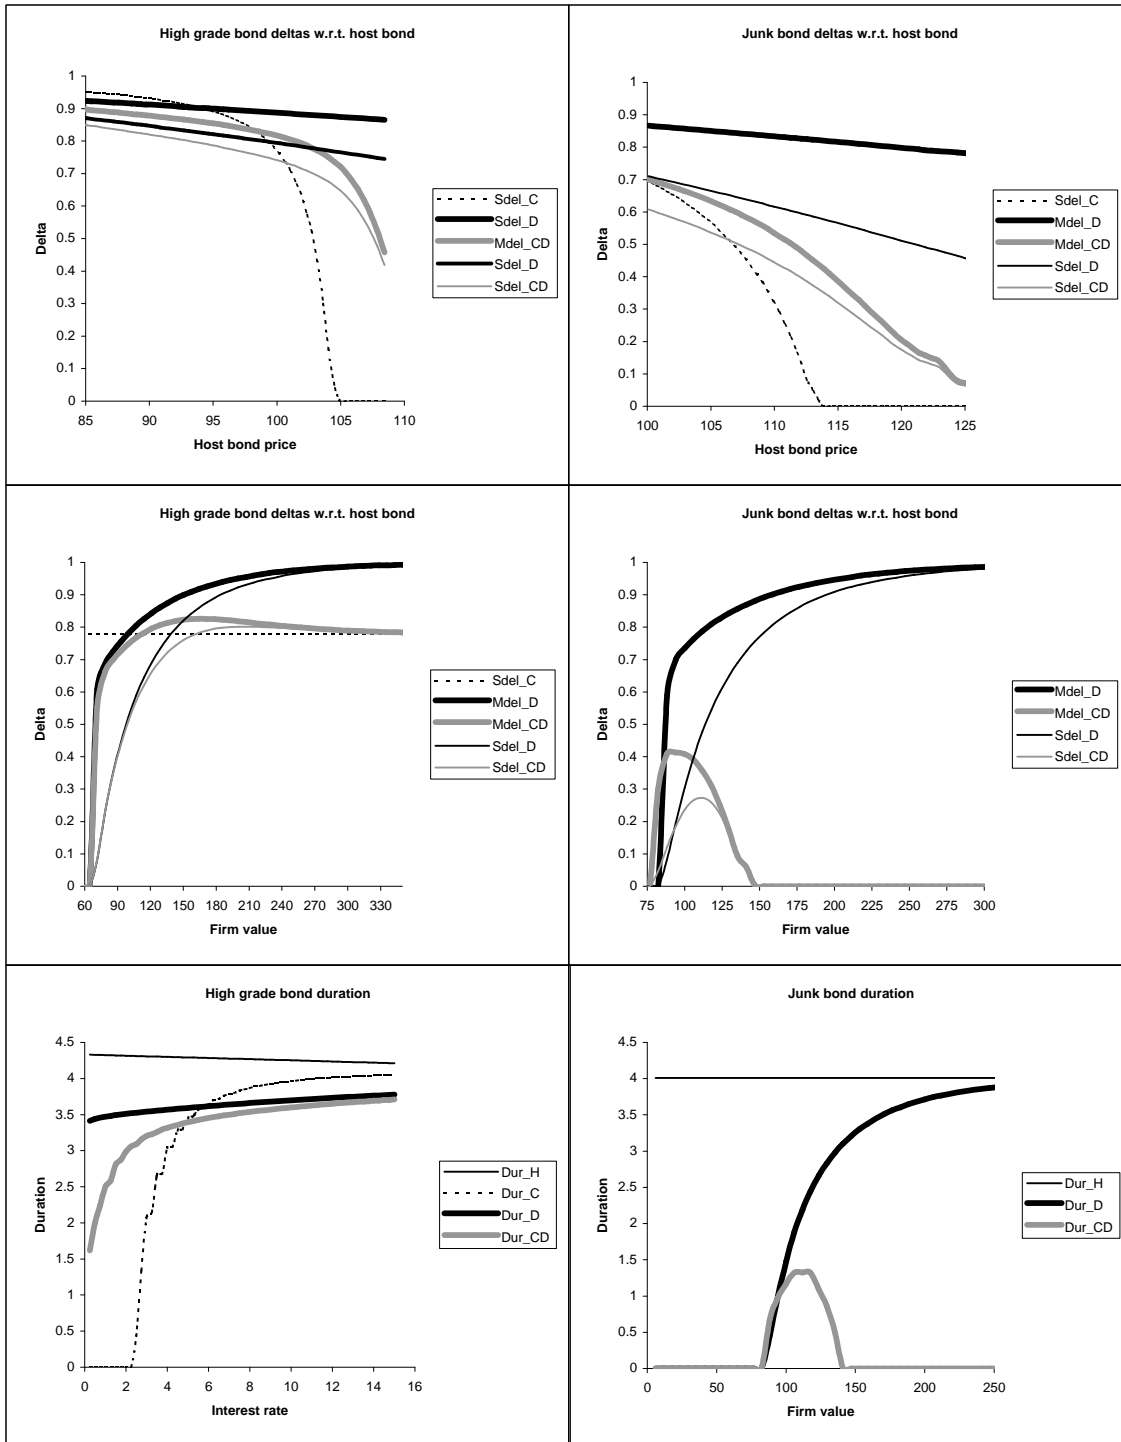 High grade bond deltas w.r.t. host bond
1
0.9
0.8
0.7
0.6
0.5
0.4
0.3
0.2
0.1
0
Delta
85 90 95 100 105 110
Host bond price
Sdel_C
Sdel_D
Mdel_CD
Sdel_D
Sdel_CD
Junk bond deltas w.r.t. host bond
1
0.9
0.8
0.7
0.6
0.5
0.4
0.3
0.2
0.1
0
Delta
100 105 110 115 120 125
Host bond price
Sdel_C
Mdel_D
Mdel_CD
Sdel_D
Sdel_CD
High grade bond deltas w.r.t. host bond
1
0.9
0.8
0.7
0.6
0.5
0.4
0.3
0.2
0.1
0
Delta
60 90 120 150 180 210 240 270 300 330
Firm value
Sdel_C
Mdel_D
Mdel_CD
Sdel_D
Sdel_CD
Junk bond deltas w.r.t. host bond
1
0.9
0.8
0.7
0.6
0.5
0.4
0.3
0.2
0.1
0
Delta
75 100 125 150 175 200 225 250 275 300
Firm value
Mdel_D
Mdel_CD
Sdel_D
Sdel_CD
High grade bond duration
4.5
4
3.5
3
2.5
2
1.5
1
0.5
0
Duration
0 2 4 6 8 10 12 14 16
Interest rate
Dur_H
Dur_C
Dur_D
Dur_CD
Junk bond duration
4.5
4
3.5
3
2.5
2
1.5
1
0.5
0
Duration
0 50 100 150 200 250
Firm value
Dur_H
Dur_D
Dur_CD